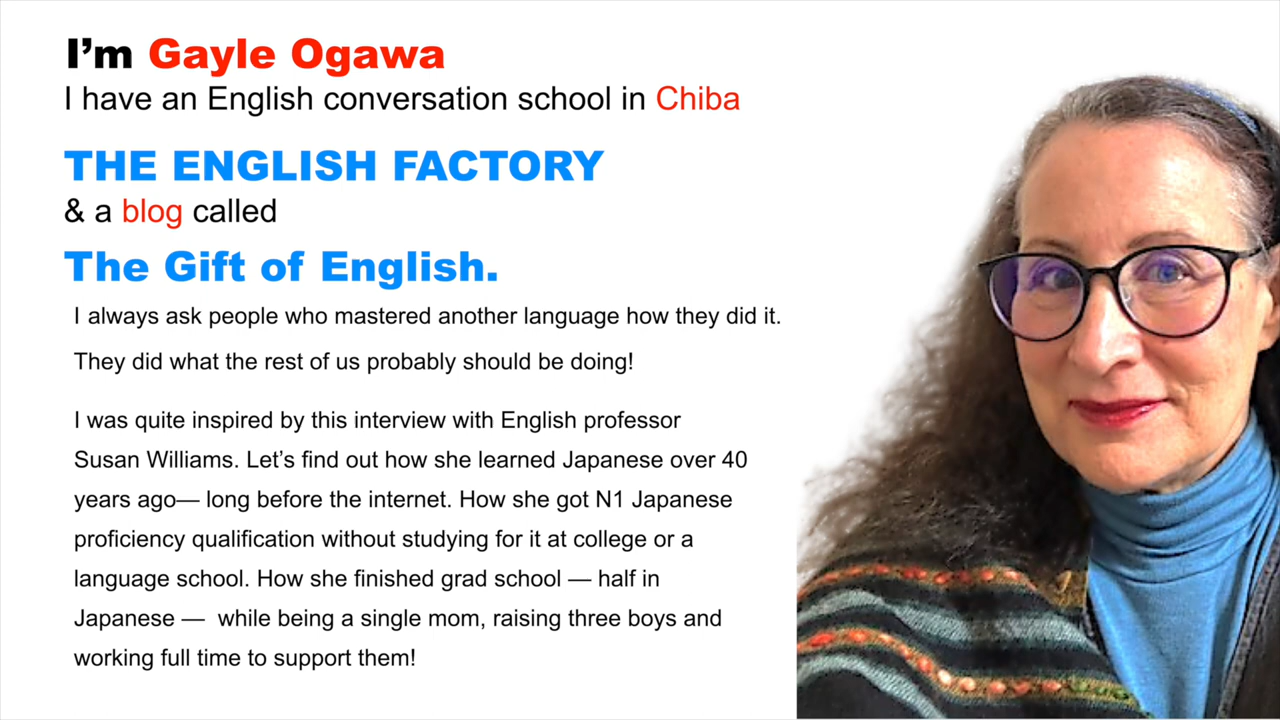 I’m Gayle Ogawa
I have an English conversation school in Chiba
THE ENGLISH FACTORY
& a blog called
The Gift of English.
I always ask people who mastered another language how they did it.
They did what the rest of us probably should be doing!
I was quite inspired by this interview with English professor
Susan Williams. Let’s find out how she learned Japanese over 40
years ago— long before the internet. How she got N1 Japanese
proficiency qualification without studying for it at college or a
language school. How she finished grad school — half in
Japanese —  while being a single mom, raising three boys and
working full time to support them!